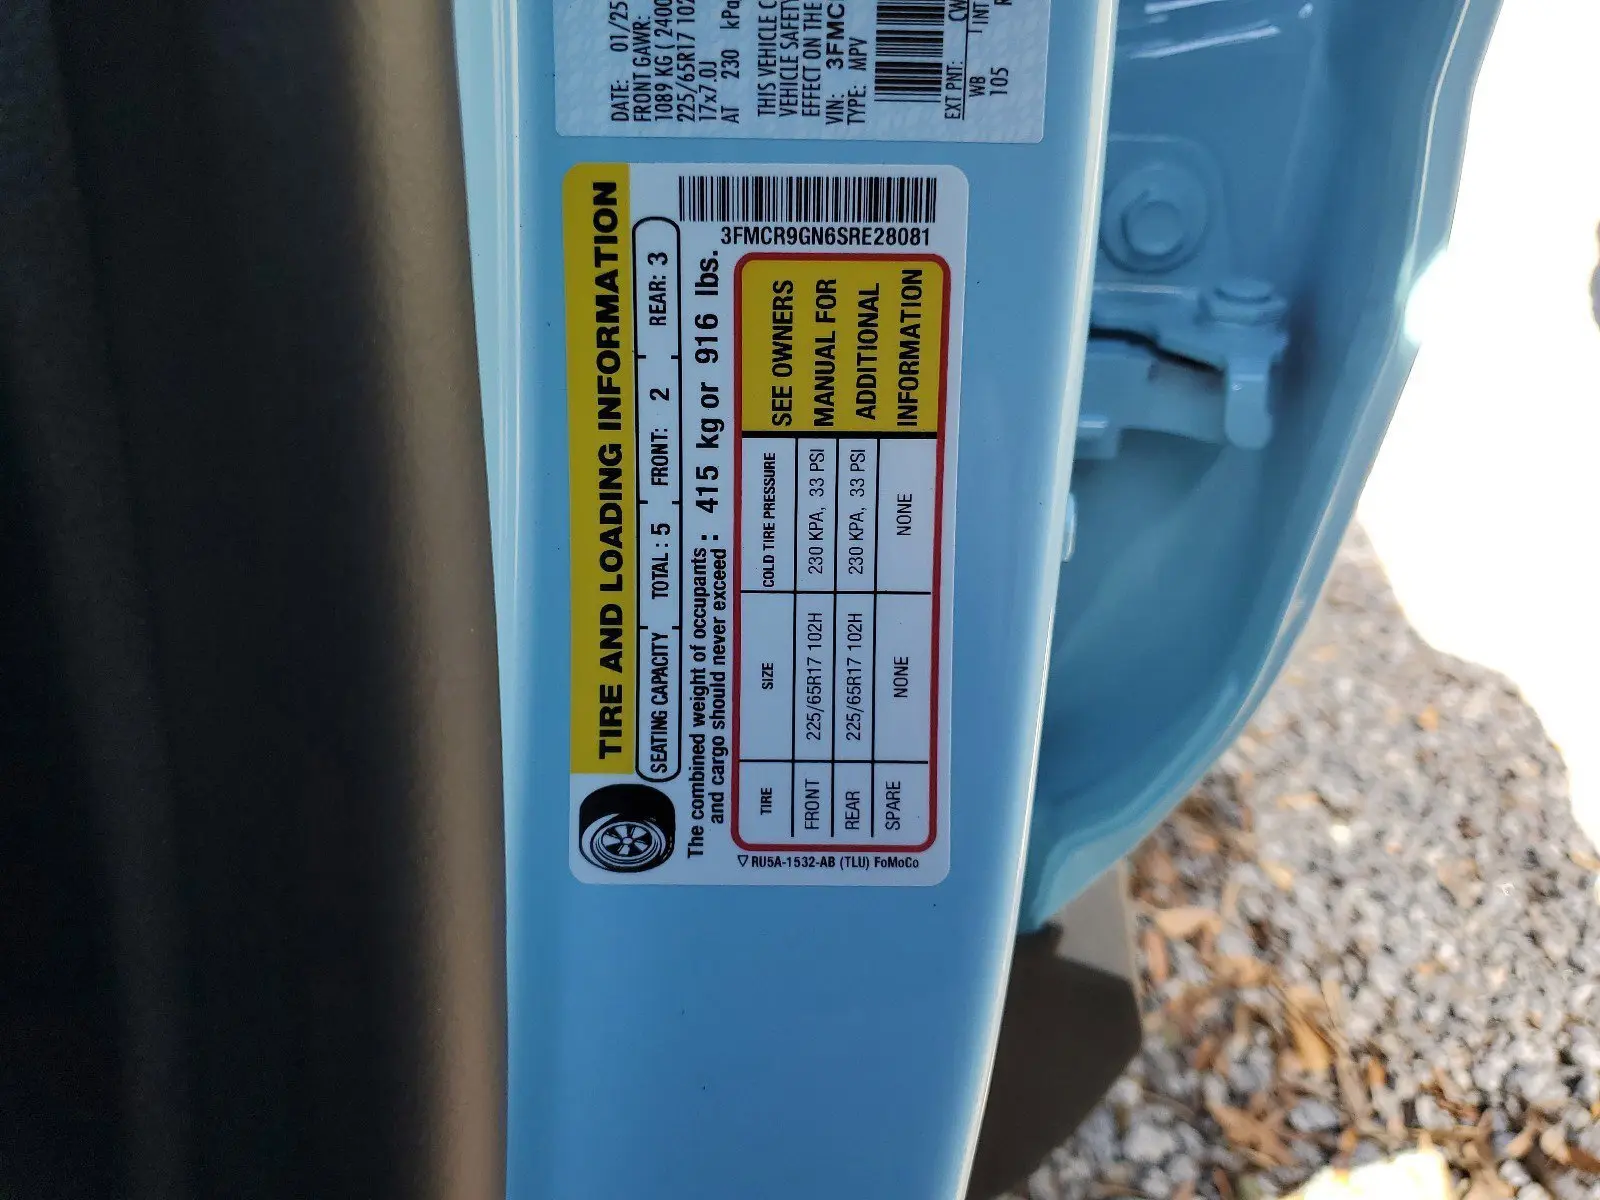 DATE: 01/25
FRONT GAWR:
1089 KG ( 2400
225/65R17 102
17x7.0J
AT 230 kPa
THIS VEHICLE C
VEHICLE SAFETY
EFFECT ON THE
VIN: 3FMC
TYPE: MPV
EXT PNT:
WB
105
TIRE AND LOADING INFORMATION
SEATING CAPACITY TOTAL : 5 FRONT: 2 REAR: 3
The combined weight of occupants
and cargo should never exceed : 415 kg or 916 lbs.
3FMCR9GN6SRE28081
TIRE SIZE COLD TIRE PRESSURE
FRONT 225/65R17 102H 230 KPA, 33 PSI
REAR 225/65R17 102H 230 KPA, 33 PSI
SPARE NONE NONE
SEE OWNERS
MANUAL FOR
ADDITIONAL
INFORMATION
RU5A-1532-AB (TLU) FoMoCo